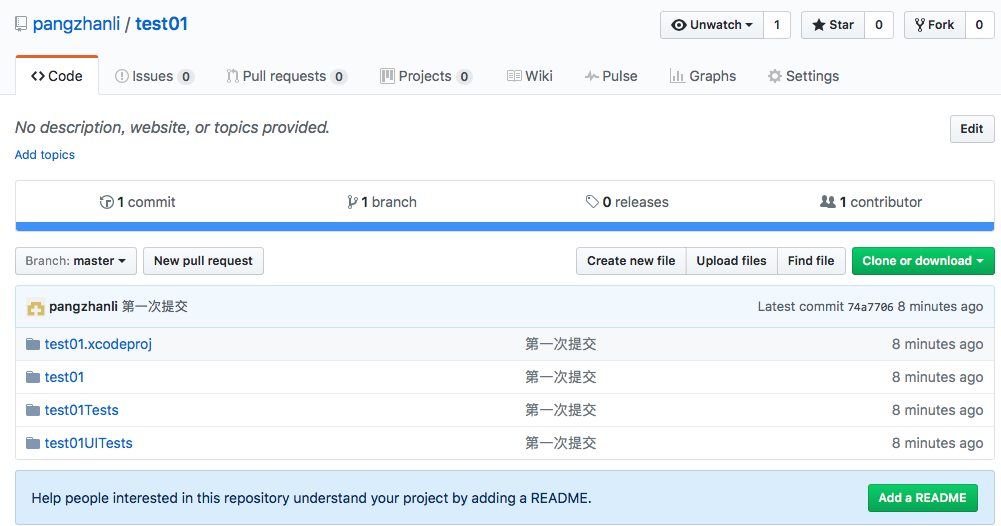 pangzhanli / test01 Unwatch 1 Star 0 Fork 0
Code Issues 0 Pull requests 0 Projects 0 Wiki Pulse Graphs Settings
No description, website, or topics provided. Edit
Add topics
1 commit 1 branch 0 releases 1 contributor
Branch: master New pull request Create new file Upload files Find file Clone or download
pangzhanli 第一次提交 Latest commit 74a7706 8 minutes ago
test01.xcodeproj 第一次提交 8 minutes ago
test01 第一次提交 8 minutes ago
test01Tests 第一次提交 8 minutes ago
test01UITests 第一次提交 8 minutes ago
Help people interested in this repository understand your project by adding a README. Add a README